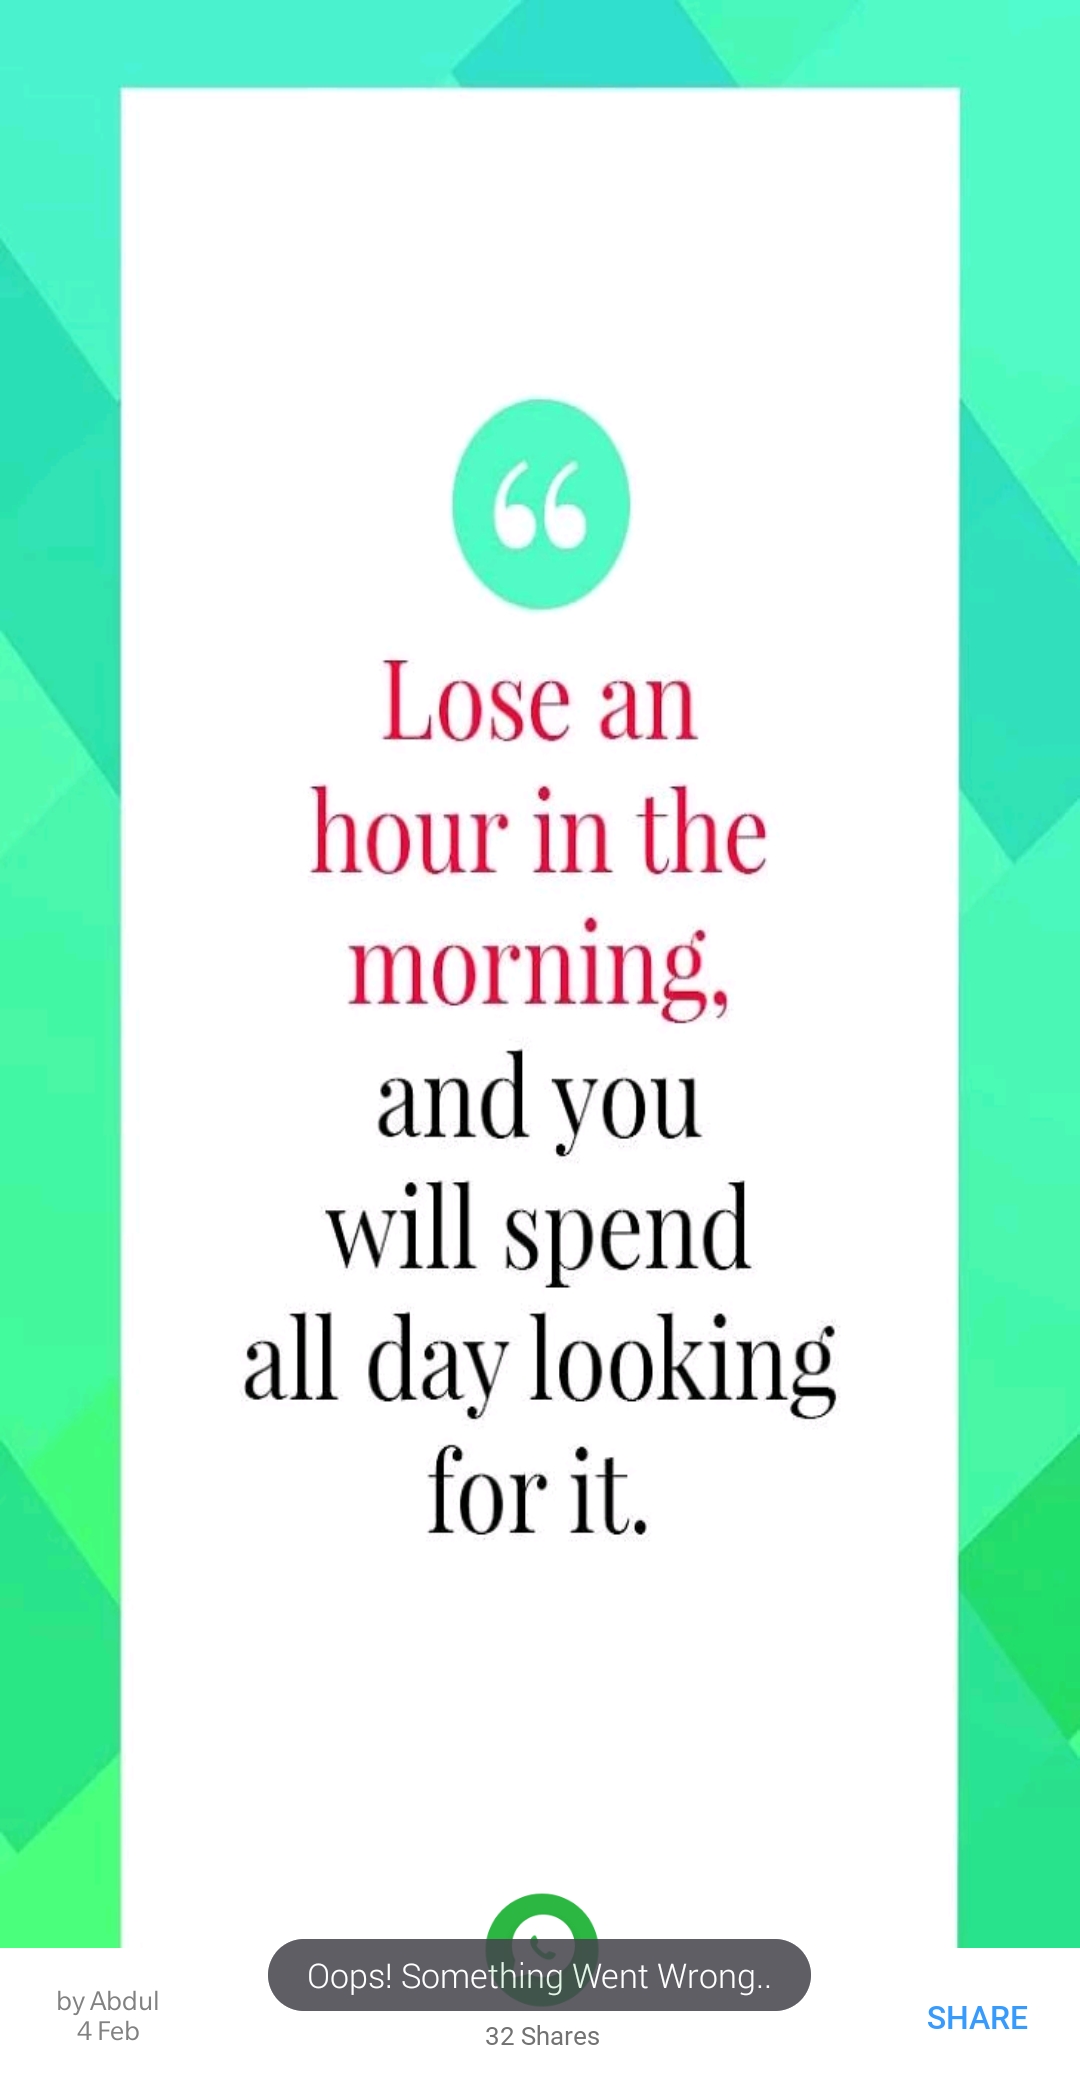 “
Lose an
hour in the
morning,
and you
will spend
all day looking
for it.
Oops! Something Went Wrong..
by Abdul
4 Feb
32 Shares
SHARE